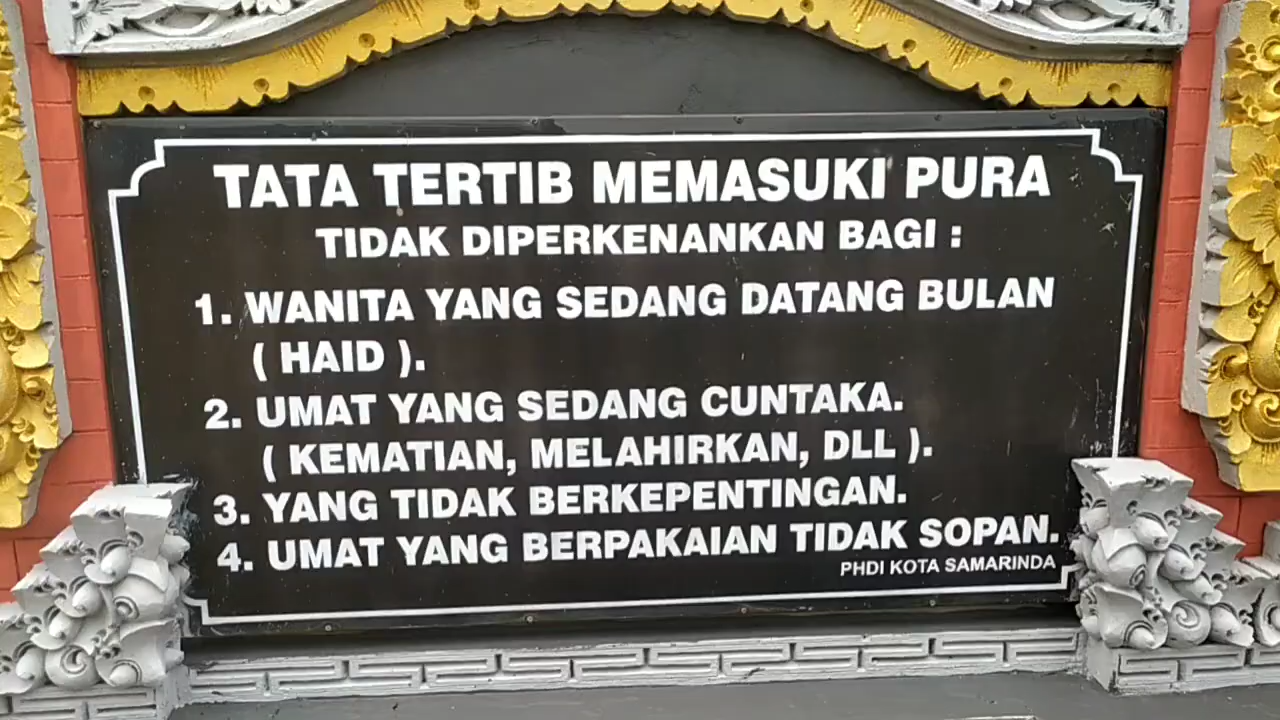 TATA TERTIB MEMASUKI PURA
TIDAK DIPERKENANKAN BAGI :
1. WANITA YANG SEDANG DATANG BULAN
( HAID ).
2. UMAT YANG SEDANG CUNTAKA.
( KEMATIAN, MELAHIRKAN, DLL ).
3. YANG TIDAK BERKEPENTINGAN.
4. UMAT YANG BERPAKAIAN TIDAK SOPAN.
PHDI KOTA SAMARINDA